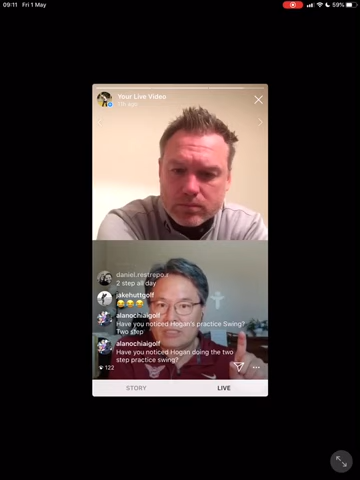 09:11 Fri 1 May
59%
Your Live Video
17h ago
daniel.restrepo.r
2 step all day
jakehuttgolf
alanochiaigolf
Have you noticed Hogan's practice Swing?
Two step
alanochiaigolf
Have you noticed Hogan doing the two
step practice swing?
122
STORY
LIVE